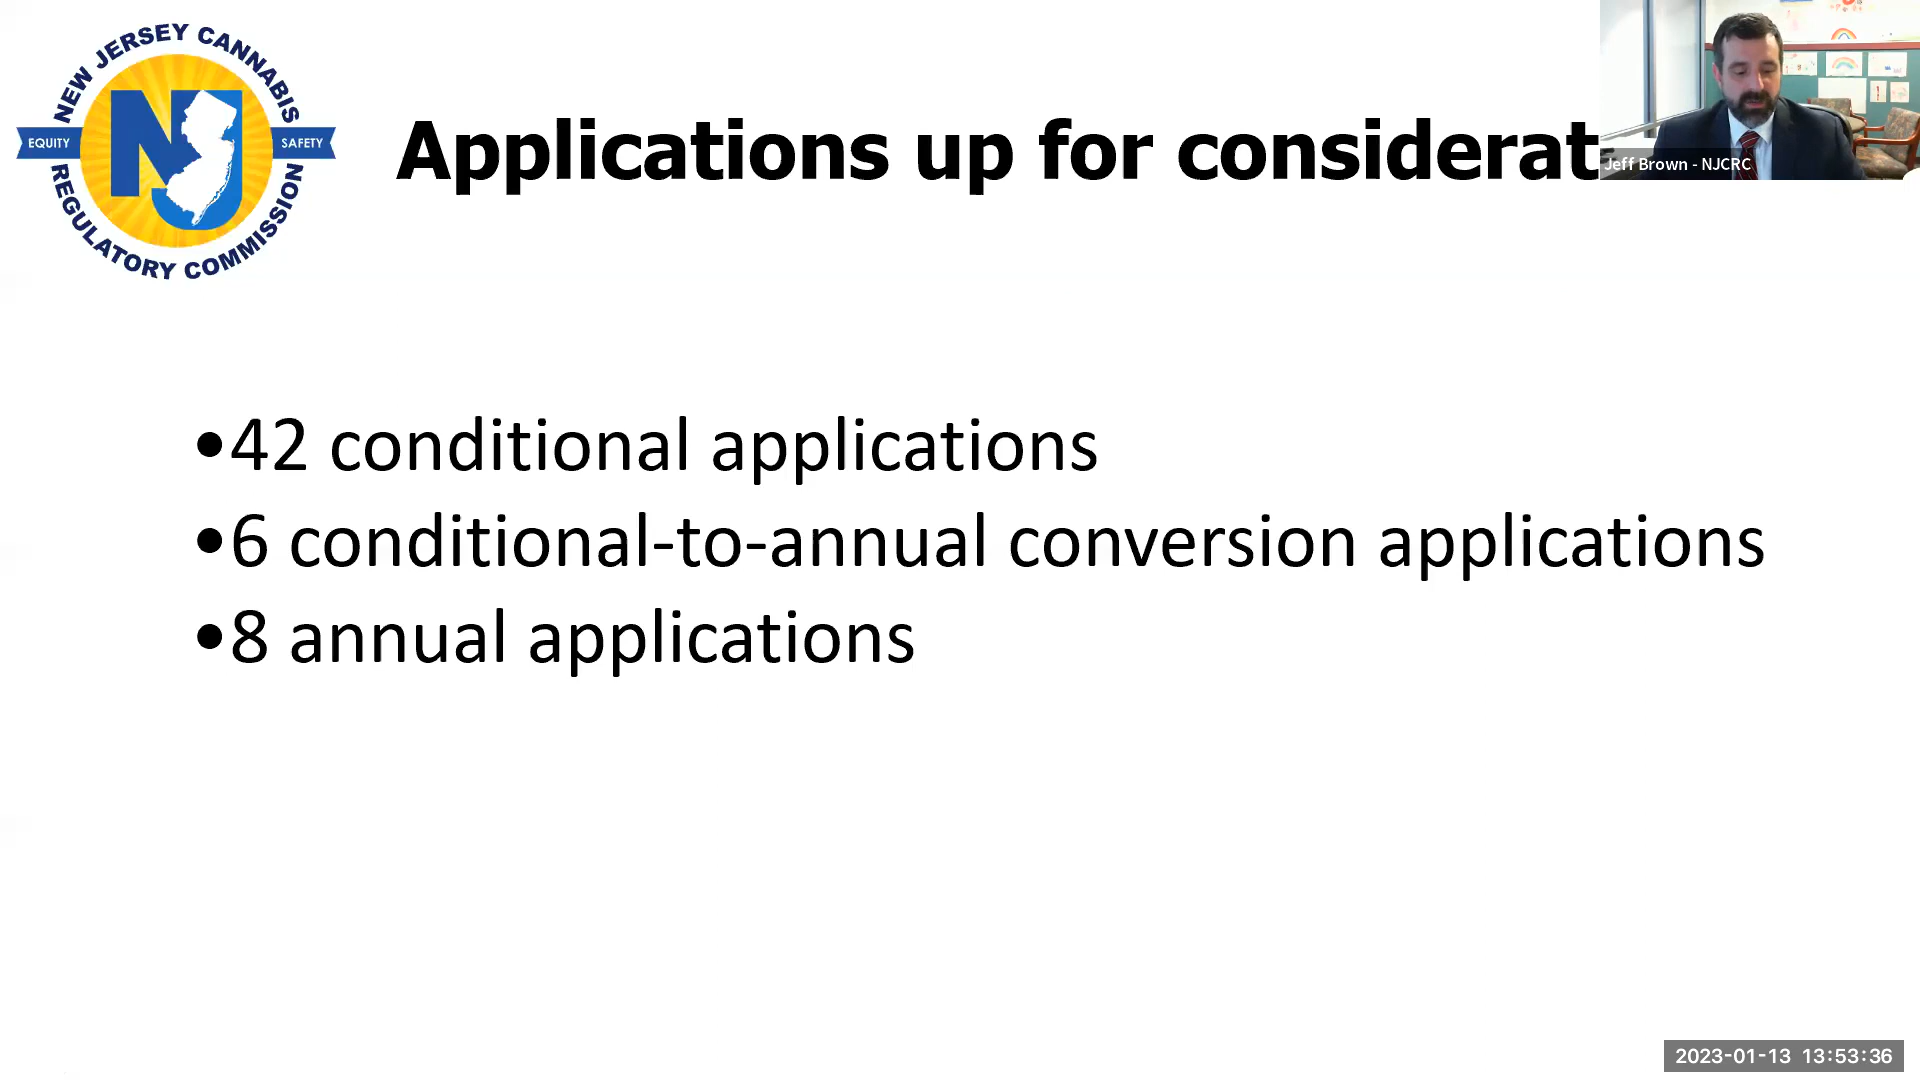 NEW JERSEY CANNABIS
EQUITY
NJ
SAFETY
REGULATORY COMMISSION
Applications up for considerat
Jeff Brown - NJCRC
•42 conditional applications
•6 conditional-to-annual conversion applications
•8 annual applications
2023-01-13 13:53:36